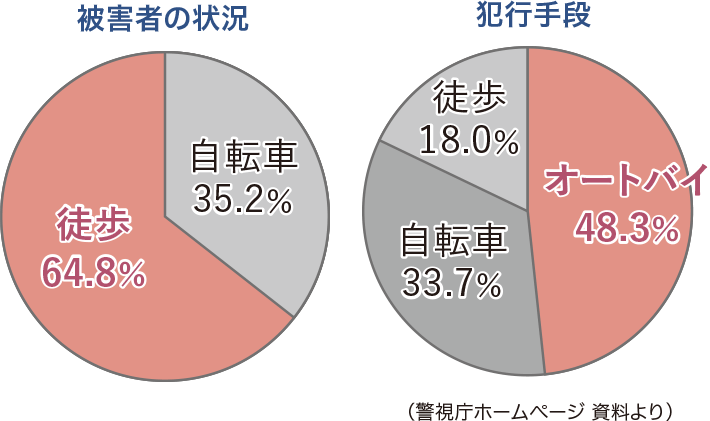 被害者の状況
自転車
35.2%
徒歩
64.8%
犯行手段
徒歩
18.0%
オートバイ
48.3%
自転車
33.7%
（警視庁ホームページ 資料より）